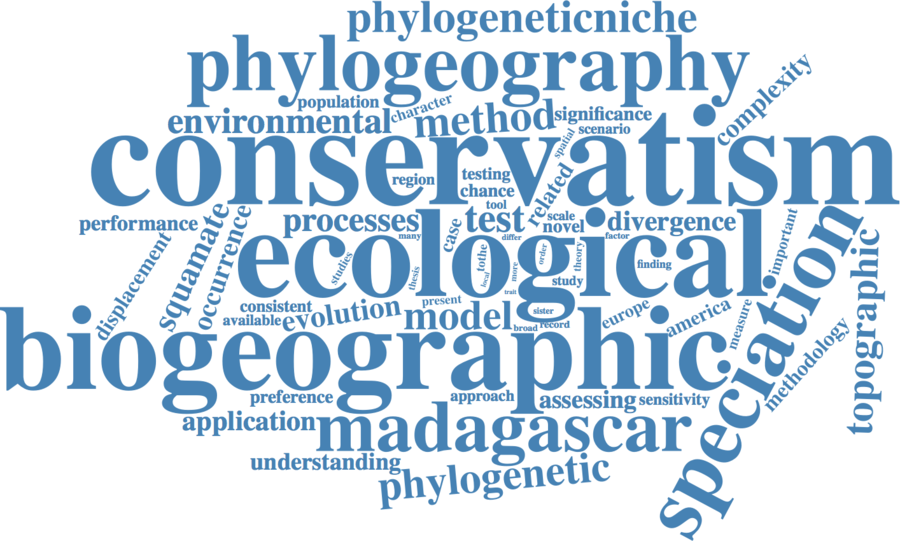 phylogeneticniche
phylogeography
complexity
population
character
environmental
method
significance
scenario
spatial
conservatism
region
testing
chance
related
tool
performance
squamate
occurrence
processes
case
test
scale
novel
divergence
many
differ
factor
important
displacement
ecological
studies
thesis
tothe
local
more
order
theory
finding
study
trait
speciation
topographic
consistent
available
evolution
present
model
sister
broad
record
europe
america
measure
methodology
biogeographic
preference
approach
assessing
sensitivity
application
madagascar
understanding
phylogenetic